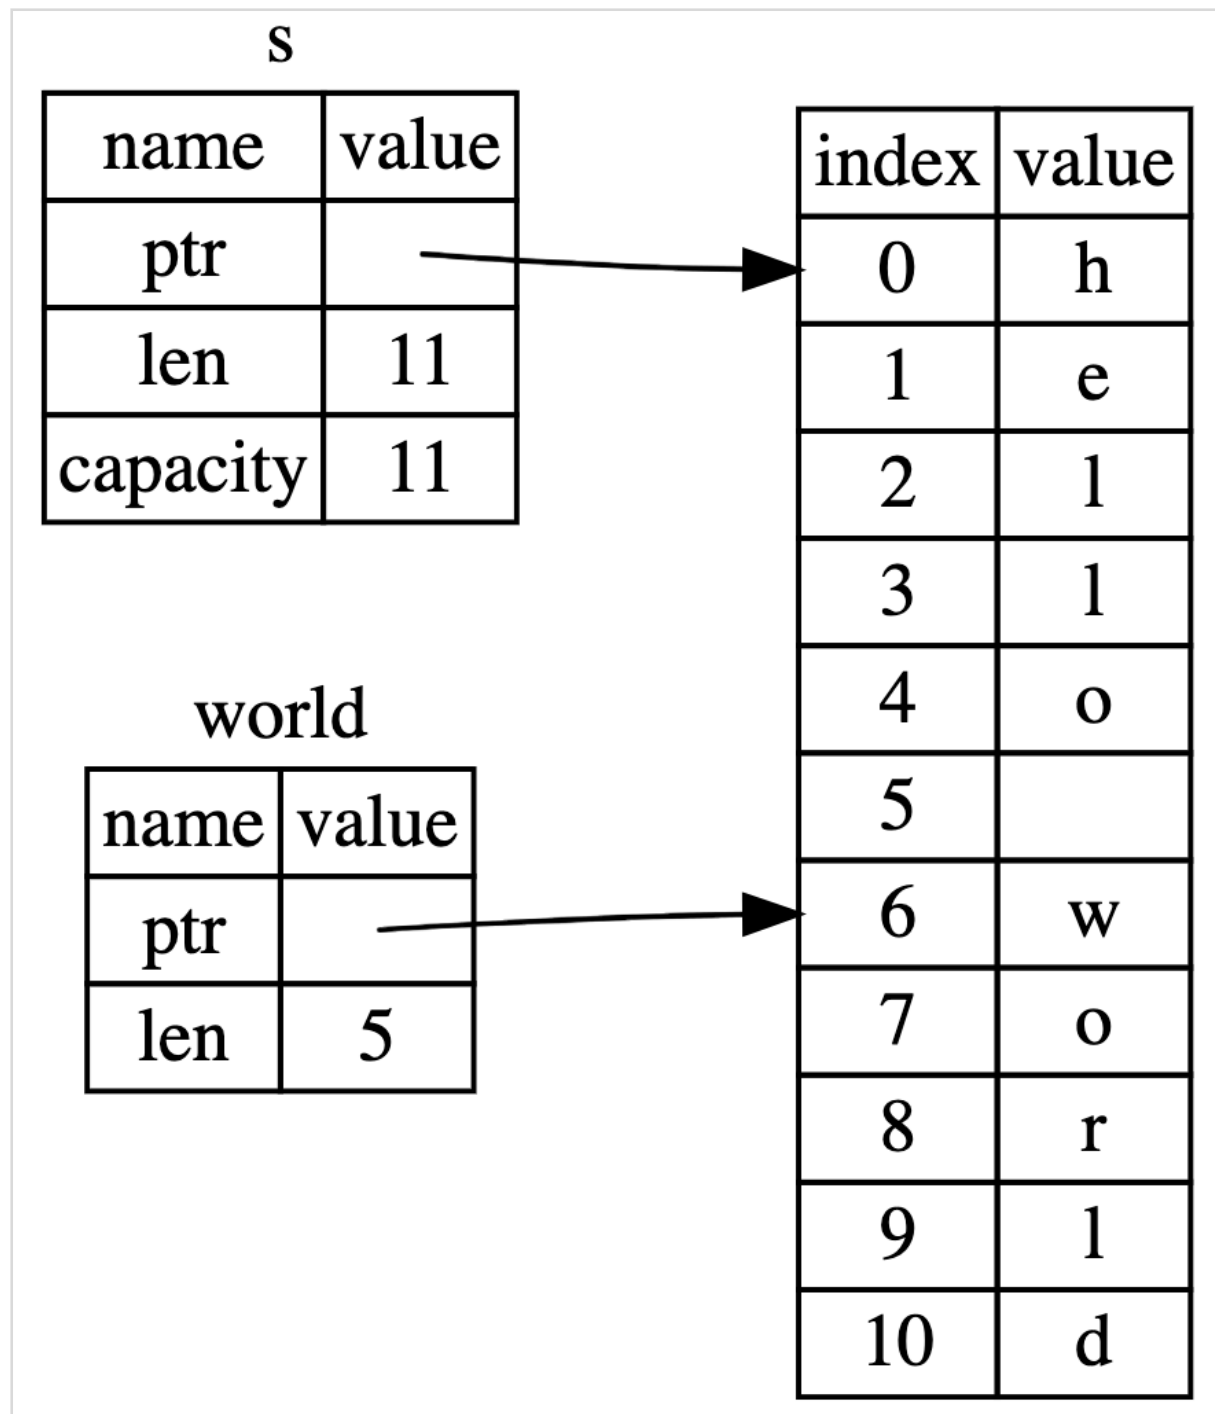 s
name value
ptr
len 11
capacity 11
world
name value
ptr
len 5
index value
0 h
1 e
2 l
3 l
4 o
5
6 w
7 o
8 r
9 l
10 d